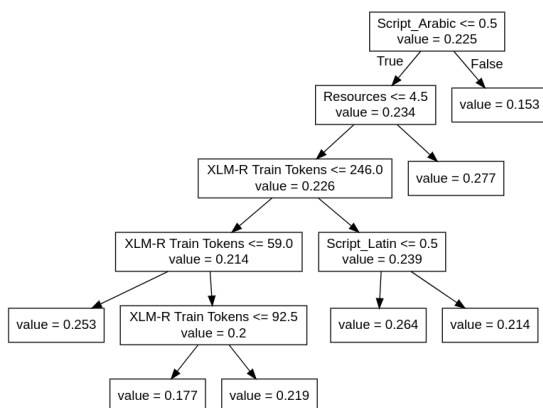 Script_Arabic <= 0.5
value = 0.225
True
False
Resources <= 4.5
value = 0.234
value = 0.153
XLM-R Train Tokens <= 246.0
value = 0.226
value = 0.277
XLM-R Train Tokens <= 59.0
value = 0.214
Script_Latin <= 0.5
value = 0.239
value = 0.253
XLM-R Train Tokens <= 92.5
value = 0.2
value = 0.264
value = 0.214
value = 0.177
value = 0.219